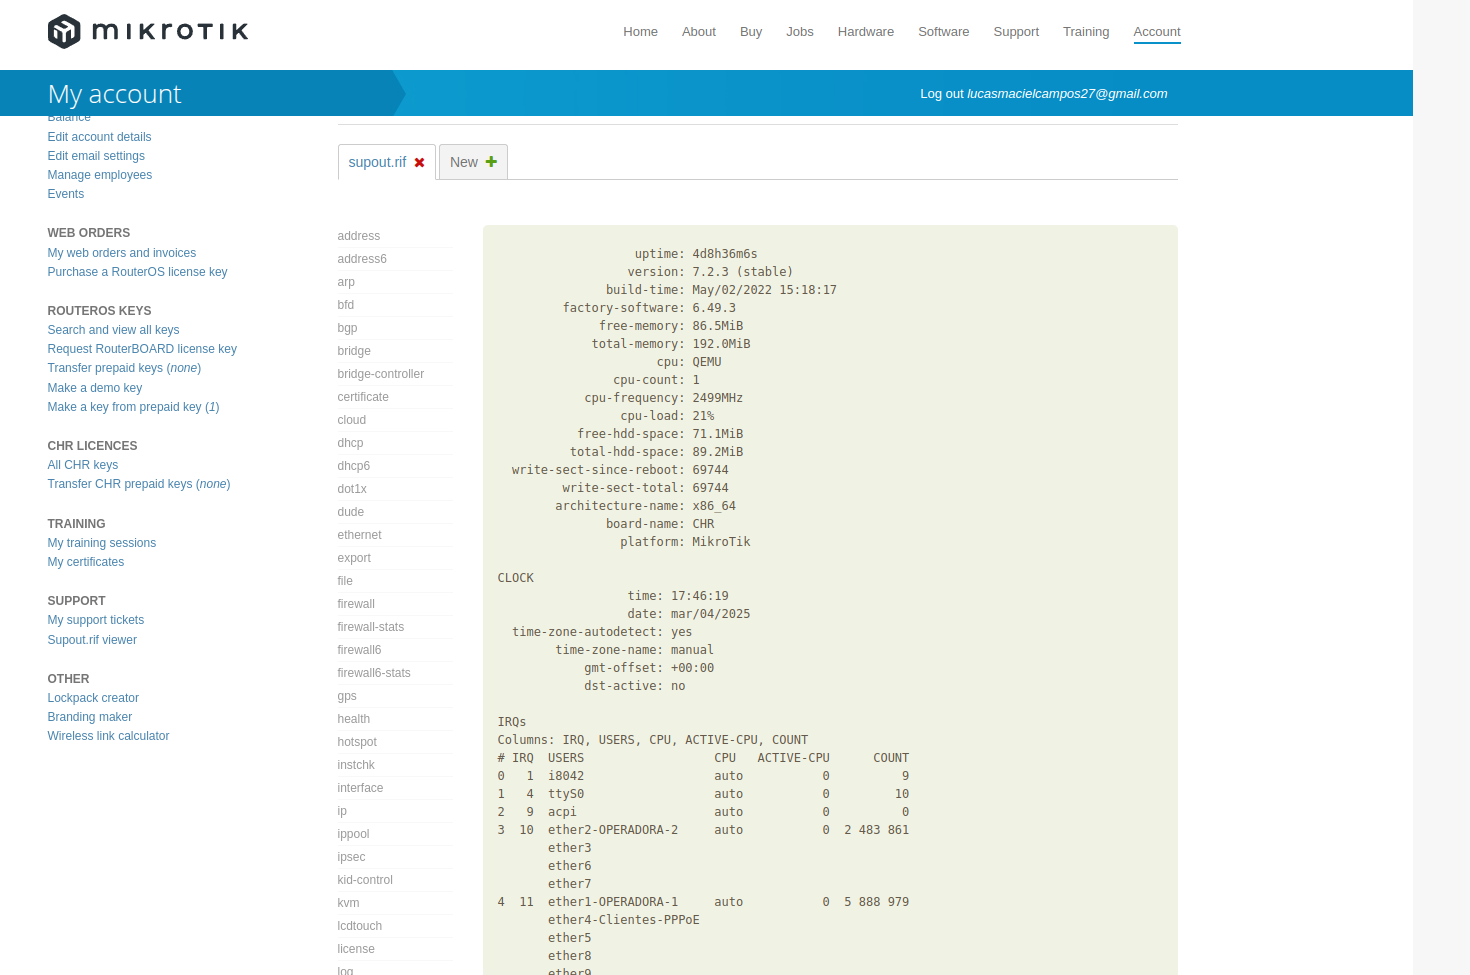 mikrotik
Home About Buy Jobs Hardware Software Support Training Account
My account
Log out lucasmacielcampos27@gmail.com
Balance
Edit account details
Edit email settings
Manage employees
Events
WEB ORDERS
My web orders and invoices
Purchase a RouterOS license key
ROUTEROS KEYS
Search and view all keys
Request RouterBOARD license key
Transfer prepaid keys (none)
Make a demo key
Make a key from prepaid key (1)
CHR LICENCES
All CHR keys
Transfer CHR prepaid keys (none)
TRAINING
My training sessions
My certificates
SUPPORT
My support tickets
Supout.rif viewer
OTHER
Lockpack creator
Branding maker
Wireless link calculator
supout.rif New
address
address6
arp
bfd
bgp
bridge
bridge-controller
certificate
cloud
dhcp
dhcp6
dot1x
dude
ethernet
export
file
firewall
firewall-stats
firewall6
firewall6-stats
gps
health
hotspot
instchk
interface
ip
ippool
ipsec
kid-control
kvm
lcdtouch
license
log
uptime: 4d8h36m6s
version: 7.2.3 (stable)
build-time: May/02/2022 15:18:17
factory-software: 6.49.3
free-memory: 86.5MiB
total-memory: 192.0MiB
cpu: QEMU
cpu-count: 1
cpu-frequency: 2499MHz
cpu-load: 21%
free-hdd-space: 71.1MiB
total-hdd-space: 89.2MiB
write-sect-since-reboot: 69744
write-sect-total: 69744
architecture-name: x86_64
board-name: CHR
platform: MikroTik
CLOCK
time: 17:46:19
date: mar/04/2025
time-zone-autodetect: yes
time-zone-name: manual
gmt-offset: +00:00
dst-active: no
IRQs
Columns: IRQ, USERS, CPU, ACTIVE-CPU, COUNT
# IRQ USERS CPU ACTIVE-CPU COUNT
0 1 i8042 auto 0 9
1 4 ttyS0 auto 0 10
2 9 acpi auto 0 0
3 10 ether2-OPERADORA-2 auto 0 2 483 861
ether3
ether6
ether7
4 11 ether1-OPERADORA-1 auto 0 5 888 979
ether4-Clientes-PPPoE
ether5
ether8
ether9